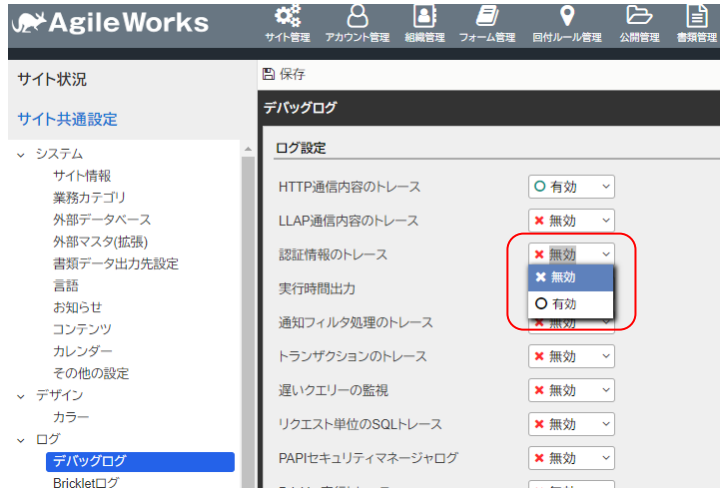 AgileWorks
サイト管理 アカウント管理 組織管理 フォーム管理 回付ルール管理 公開管理 書類管理
サイト状況
サイト共通設定
システム
サイト情報
業務カテゴリ
外部データベース
外部マスタ(拡張)
書類データ出力先設定
言語
お知らせ
コンテンツ
カレンダー
その他の設定
デザイン
カラー
ログ
デバッグログ
Brickletログ
保存
デバッグログ
ログ設定
HTTP通信内容のトレース 有効
LLAP通信内容のトレース 無効
認証情報のトレース 無効
無効
実行時間出力 有効
通知フィルタ処理のトレース 無効
トランザクションのトレース 無効
遅いクエリーの監視 無効
リクエスト単位のSQLトレース 無効
PAPIセキュリティマネージャログ 無効